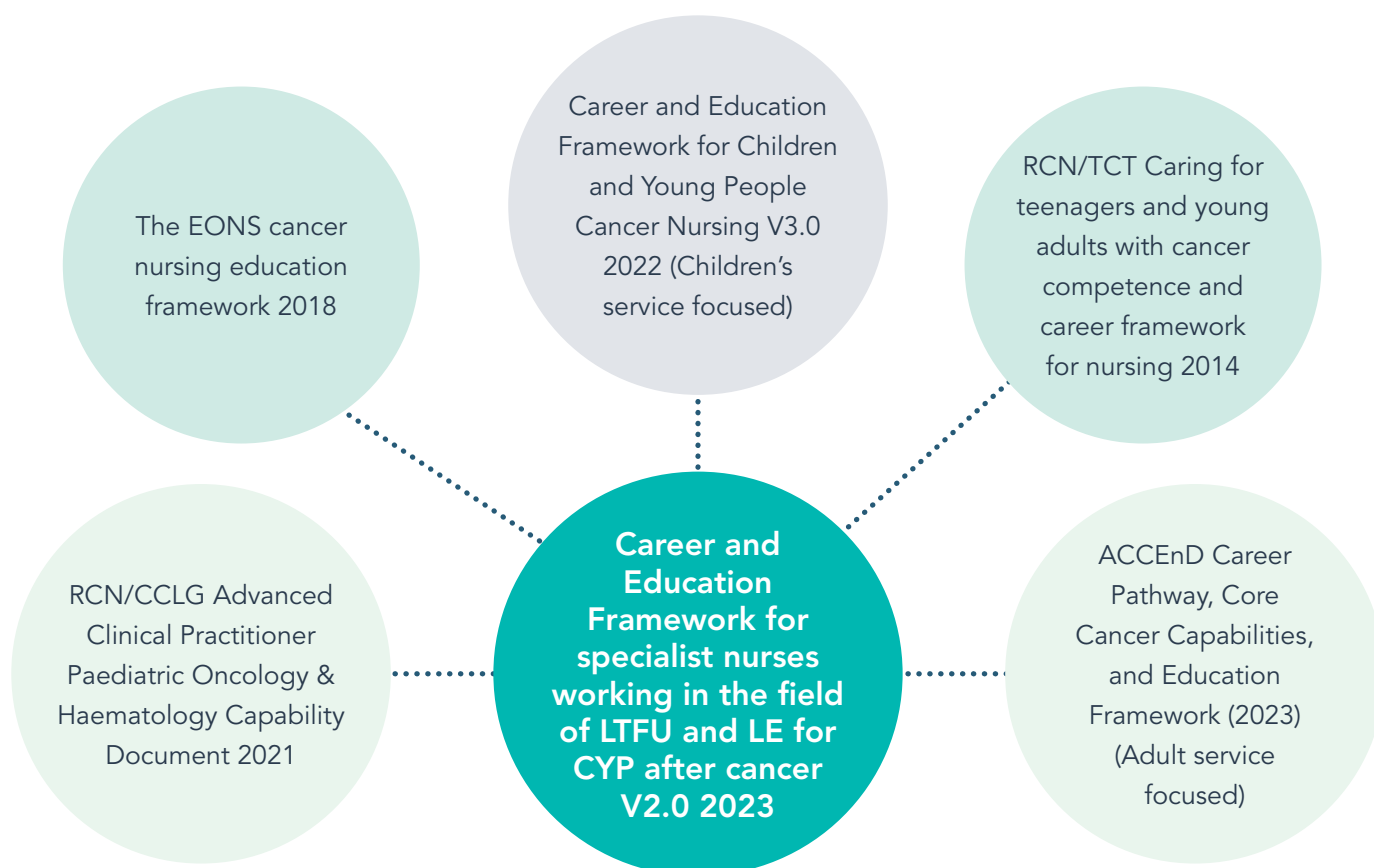 The EONS cancer
nursing education
framework 2018
Career and Education
Framework for Children
and Young People
Cancer Nursing V3.0
2022 (Children’s
service focused)
RCN/TCT Caring for
teenagers and young
adults with cancer
competence and
career framework
for nursing 2014
RCN/CCLG Advanced
Clinical Practitioner
Paediatric Oncology &
Haematology Capability
Document 2021
Career and
Education
Framework for
specialist nurses
working in the field
of LTFU and LE for
CYP after cancer
V2.0 2023
ACCEnD Career
Pathway, Core
Cancer Capabilities,
and Education
Framework (2023)
(Adult service
focused)